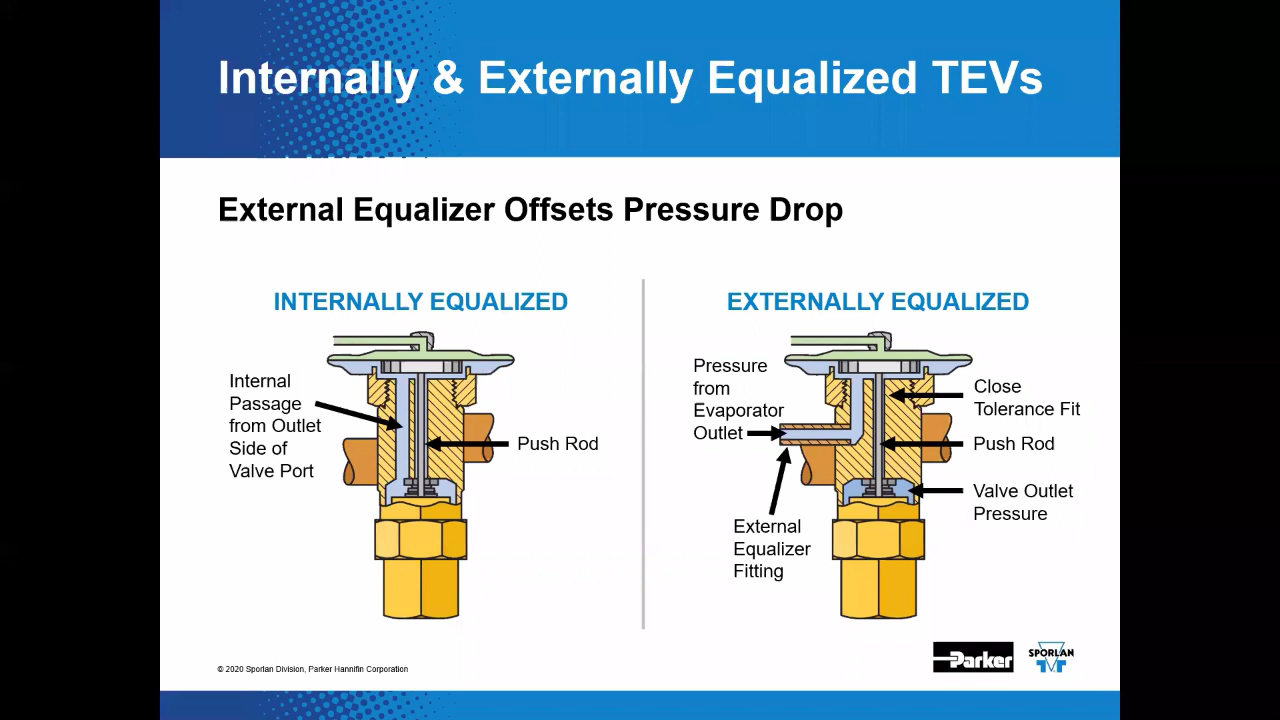 Internally & Externally Equalized TEVs
External Equalizer Offsets Pressure Drop
INTERNALLY EQUALIZED
Internal
Passage
from Outlet
Side of
Valve Port
Push Rod
EXTERNALLY EQUALIZED
Pressure
from
Evaporator
Outlet
External
Equalizer
Fitting
Close
Tolerance Fit
Push Rod
Valve Outlet
Pressure
© 2020 Sporlan Division, Parker Hannifin Corporation
Parker
SPORLAN